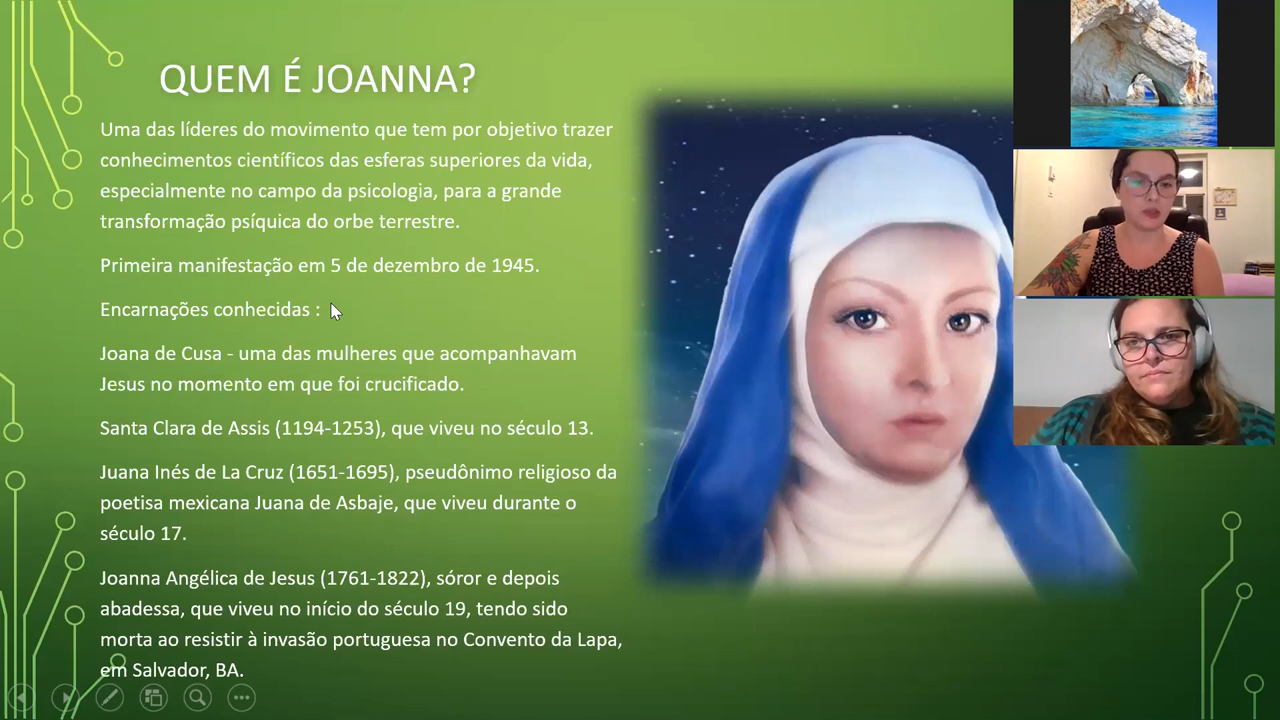 QUEM É JOANNA?
Uma das líderes do movimento que tem por objetivo trazer
conhecimentos científicos das esferas superiores da vida,
especialmente no campo da psicologia, para a grande
transformação psíquica do orbe terrestre.
Primeira manifestação em 5 de dezembro de 1945.
Encarnações conhecidas :
Joana de Cusa - uma das mulheres que acompanhavam
Jesus no momento em que foi crucificado.
Santa Clara de Assis (1194-1253), que viveu no século 13.
Juana Inés de La Cruz (1651-1695), pseudônimo religioso da
poetisa mexicana Juana de Asbaje, que viveu durante o
século 17.
Joanna Angélica de Jesus (1761-1822), sóror e depois
abadessa, que viveu no início do século 19, tendo sido
morta ao resistir à invasão portuguesa no Convento da Lapa,
em Salvador, BA.